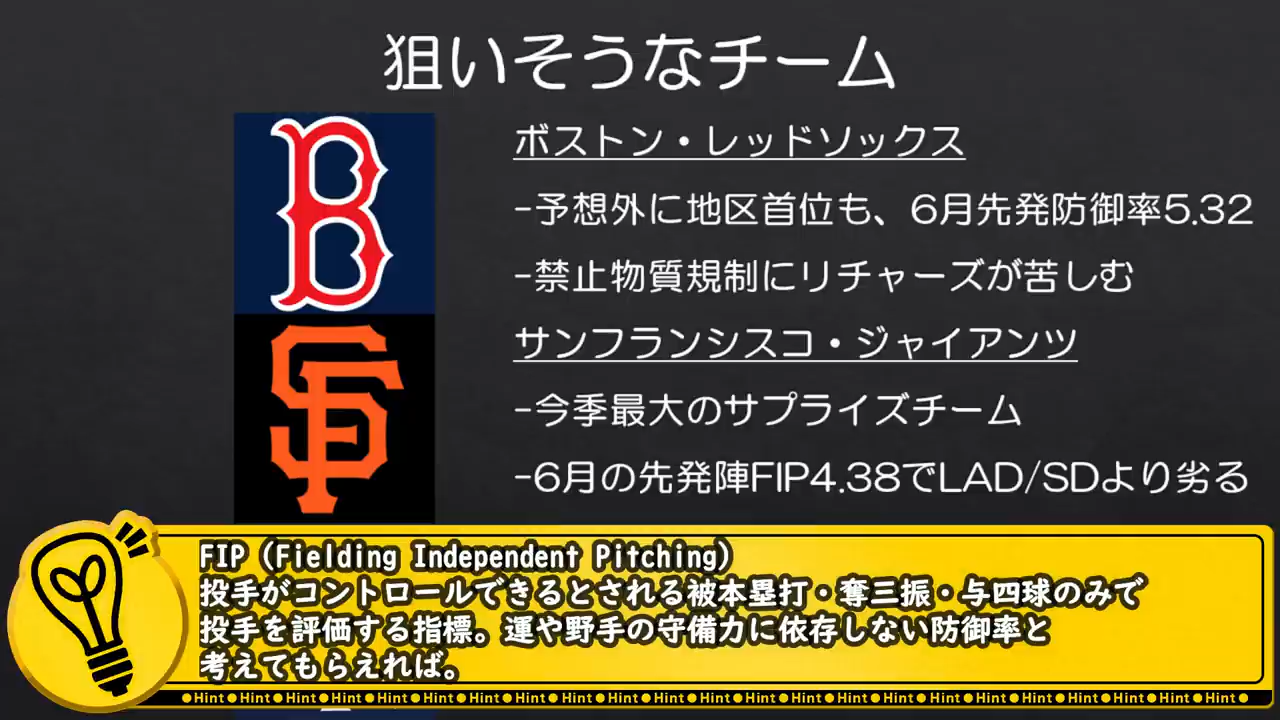 狙いそうなチーム
B
ボストン・レッドソックス
-予想外に地区首位も、6月先発防御率5.32
-禁止物質規制にリチャーズが苦しむ
SF
サンフランシスコ・ジャイアンツ
-今季最大のサプライズチーム
-6月の先発陣FIP4.38でLAD/SDより劣る
FIP (Fielding Independent Pitching)
投手がコントロールできるとされる被本塁打・奪三振・与四球のみで
投手を評価する指標。運や野手の守備力に依存しない防御率と
考えてもらえれば。
●Hint●Hint●Hint●Hint●Hint●Hint●Hint●Hint●Hint●Hint●Hint●Hint●Hint●Hint●Hint●Hint●Hint●Hint●Hint●Hint●Hint●Hint●Hint●